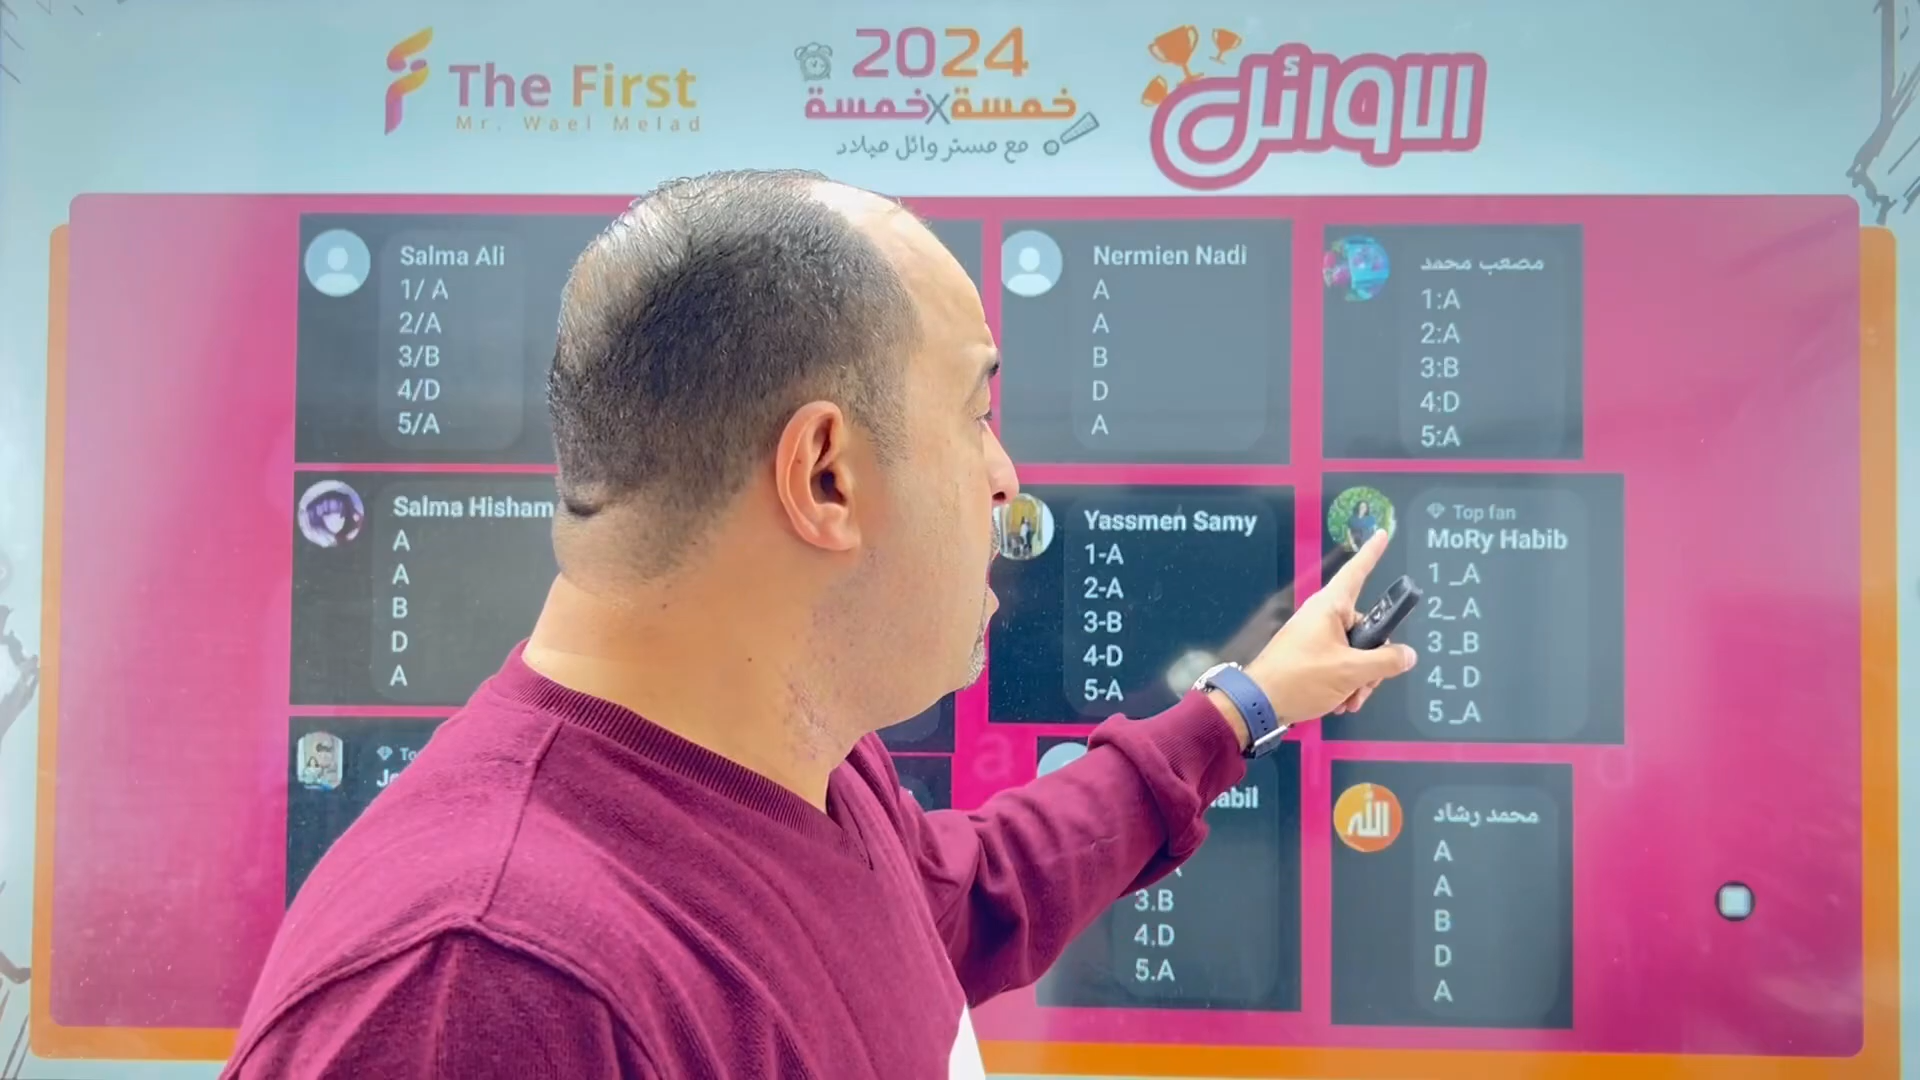 The First
Mr. Wael Melad
2024
خمسة X خمسة
مع مستر وائل ميلاد
الاوائل
Salma Ali
1/ A
2/A
3/B
4/D
5/A
Nermien Nadi
A
A
B
D
A
مصعب محمد
1:A
2:A
3:B
4:D
5:A
Salma Hisham
A
A
B
D
A
Yassmen Samy
1-A
2-A
3-B
4-D
5-A
Top fan
MoRy Habib
1 _A
2_ A
3 _B
4_ D
5 _A
3.B
4.D
5.A
محمد رشاد
الله
A
A
B
D
A